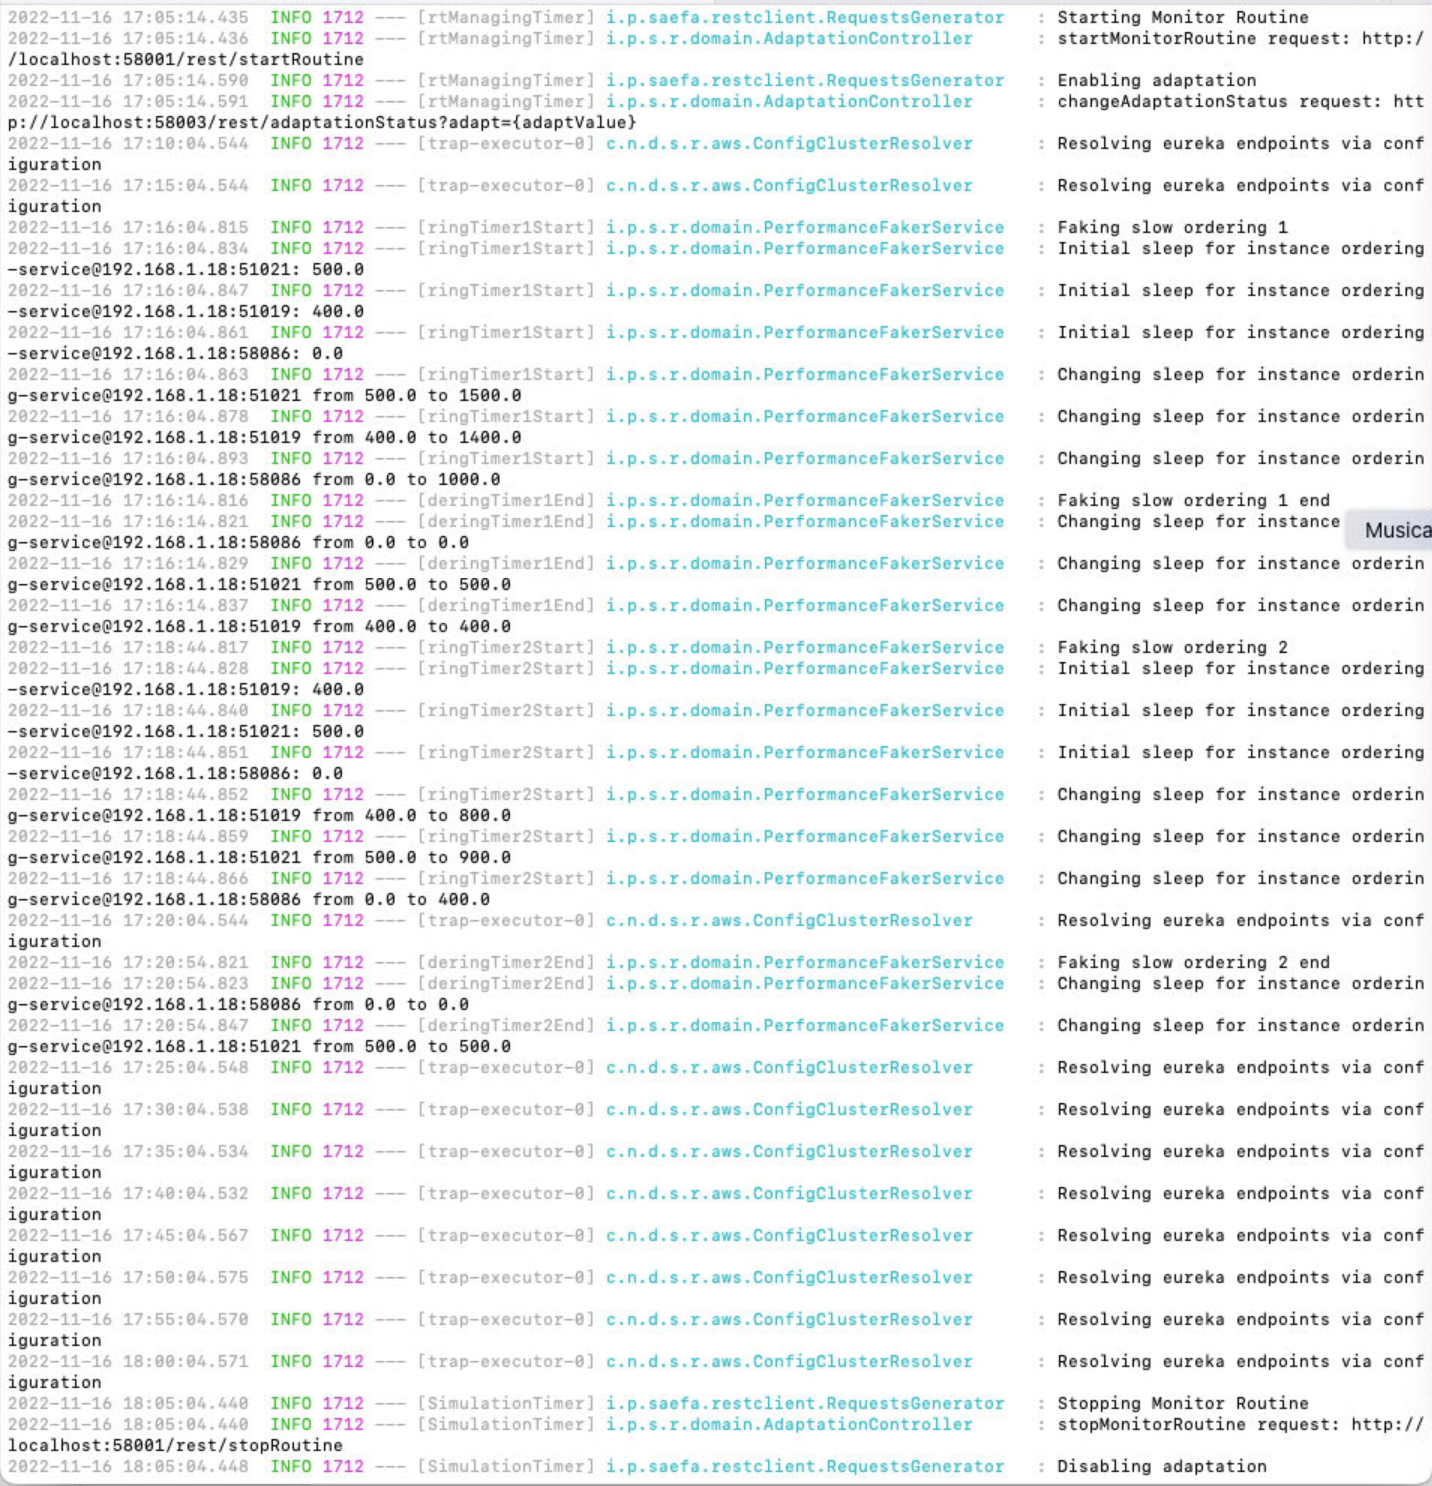 2022-11-16 17:05:14.435  INFO 1712 --- [rtManagingTimer] i.p.saefa.restclient.RequestsGenerator   : Starting Monitor Routine
2022-11-16 17:05:14.436  INFO 1712 --- [rtManagingTimer] i.p.s.r.domain.AdaptationController      : startMonitorRoutine request: http:/
/localhost:58001/rest/startRoutine
2022-11-16 17:05:14.590  INFO 1712 --- [rtManagingTimer] i.p.saefa.restclient.RequestsGenerator   : Enabling adaptation
2022-11-16 17:05:14.591  INFO 1712 --- [rtManagingTimer] i.p.s.r.domain.AdaptationController      : changeAdaptationStatus request: htt
p://localhost:58003/rest/adaptationStatus?adapt={adaptValue}
2022-11-16 17:10:04.544  INFO 1712 --- [trap-executor-0] c.n.d.s.r.aws.ConfigClusterResolver      : Resolving eureka endpoints via conf
iguration
2022-11-16 17:15:04.544  INFO 1712 --- [trap-executor-0] c.n.d.s.r.aws.ConfigClusterResolver      : Resolving eureka endpoints via conf
iguration
2022-11-16 17:16:04.815  INFO 1712 --- [ringTimer1Start] i.p.s.r.domain.PerformanceFakerService   : Faking slow ordering 1
2022-11-16 17:16:04.834  INFO 1712 --- [ringTimer1Start] i.p.s.r.domain.PerformanceFakerService   : Initial sleep for instance ordering
-service@192.168.1.18:51021: 500.0
2022-11-16 17:16:04.847  INFO 1712 --- [ringTimer1Start] i.p.s.r.domain.PerformanceFakerService   : Initial sleep for instance ordering
-service@192.168.1.18:51019: 400.0
2022-11-16 17:16:04.861  INFO 1712 --- [ringTimer1Start] i.p.s.r.domain.PerformanceFakerService   : Initial sleep for instance ordering
-service@192.168.1.18:58086: 0.0
2022-11-16 17:16:04.863  INFO 1712 --- [ringTimer1Start] i.p.s.r.domain.PerformanceFakerService   : Changing sleep for instance orderin
g-service@192.168.1.18:51021 from 500.0 to 1500.0
2022-11-16 17:16:04.878  INFO 1712 --- [ringTimer1Start] i.p.s.r.domain.PerformanceFakerService   : Changing sleep for instance orderin
g-service@192.168.1.18:51019 from 400.0 to 1400.0
2022-11-16 17:16:04.893  INFO 1712 --- [ringTimer1Start] i.p.s.r.domain.PerformanceFakerService   : Changing sleep for instance orderin
g-service@192.168.1.18:58086 from 0.0 to 1000.0
2022-11-16 17:16:14.816  INFO 1712 --- [deringTimer1End] i.p.s.r.domain.PerformanceFakerService   : Faking slow ordering 1 end
2022-11-16 17:16:14.821  INFO 1712 --- [deringTimer1End] i.p.s.r.domain.PerformanceFakerService   : Changing sleep for instance
Musica
g-service@192.168.1.18:58086 from 0.0 to 0.0
2022-11-16 17:16:14.829  INFO 1712 --- [deringTimer1End] i.p.s.r.domain.PerformanceFakerService   : Changing sleep for instance orderin
g-service@192.168.1.18:51021 from 500.0 to 500.0
2022-11-16 17:16:14.837  INFO 1712 --- [deringTimer1End] i.p.s.r.domain.PerformanceFakerService   : Changing sleep for instance orderin
g-service@192.168.1.18:51019 from 400.0 to 400.0
2022-11-16 17:18:44.817  INFO 1712 --- [ringTimer2Start] i.p.s.r.domain.PerformanceFakerService   : Faking slow ordering 2
2022-11-16 17:18:44.828  INFO 1712 --- [ringTimer2Start] i.p.s.r.domain.PerformanceFakerService   : Initial sleep for instance ordering
-service@192.168.1.18:51019: 400.0
2022-11-16 17:18:44.840  INFO 1712 --- [ringTimer2Start] i.p.s.r.domain.PerformanceFakerService   : Initial sleep for instance ordering
-service@192.168.1.18:51021: 500.0
2022-11-16 17:18:44.851  INFO 1712 --- [ringTimer2Start] i.p.s.r.domain.PerformanceFakerService   : Initial sleep for instance ordering
-service@192.168.1.18:58086: 0.0
2022-11-16 17:18:44.852  INFO 1712 --- [ringTimer2Start] i.p.s.r.domain.PerformanceFakerService   : Changing sleep for instance orderin
g-service@192.168.1.18:51019 from 400.0 to 800.0
2022-11-16 17:18:44.859  INFO 1712 --- [ringTimer2Start] i.p.s.r.domain.PerformanceFakerService   : Changing sleep for instance orderin
g-service@192.168.1.18:51021 from 500.0 to 900.0
2022-11-16 17:18:44.866  INFO 1712 --- [ringTimer2Start] i.p.s.r.domain.PerformanceFakerService   : Changing sleep for instance orderin
g-service@192.168.1.18:58086 from 0.0 to 400.0
2022-11-16 17:20:04.544  INFO 1712 --- [trap-executor-0] c.n.d.s.r.aws.ConfigClusterResolver      : Resolving eureka endpoints via conf
iguration
2022-11-16 17:20:54.821  INFO 1712 --- [deringTimer2End] i.p.s.r.domain.PerformanceFakerService   : Faking slow ordering 2 end
2022-11-16 17:20:54.823  INFO 1712 --- [deringTimer2End] i.p.s.r.domain.PerformanceFakerService   : Changing sleep for instance orderin
g-service@192.168.1.18:58086 from 0.0 to 0.0
2022-11-16 17:20:54.847  INFO 1712 --- [deringTimer2End] i.p.s.r.domain.PerformanceFakerService   : Changing sleep for instance orderin
g-service@192.168.1.18:51021 from 500.0 to 500.0
2022-11-16 17:25:04.548  INFO 1712 --- [trap-executor-0] c.n.d.s.r.aws.ConfigClusterResolver      : Resolving eureka endpoints via conf
iguration
2022-11-16 17:30:04.538  INFO 1712 --- [trap-executor-0] c.n.d.s.r.aws.ConfigClusterResolver      : Resolving eureka endpoints via conf
iguration
2022-11-16 17:35:04.534  INFO 1712 --- [trap-executor-0] c.n.d.s.r.aws.ConfigClusterResolver      : Resolving eureka endpoints via conf
iguration
2022-11-16 17:40:04.532  INFO 1712 --- [trap-executor-0] c.n.d.s.r.aws.ConfigClusterResolver      : Resolving eureka endpoints via conf
iguration
2022-11-16 17:45:04.567  INFO 1712 --- [trap-executor-0] c.n.d.s.r.aws.ConfigClusterResolver      : Resolving eureka endpoints via conf
iguration
2022-11-16 17:50:04.575  INFO 1712 --- [trap-executor-0] c.n.d.s.r.aws.ConfigClusterResolver      : Resolving eureka endpoints via conf
iguration
2022-11-16 17:55:04.570  INFO 1712 --- [trap-executor-0] c.n.d.s.r.aws.ConfigClusterResolver      : Resolving eureka endpoints via conf
iguration
2022-11-16 18:00:04.571  INFO 1712 --- [trap-executor-0] c.n.d.s.r.aws.ConfigClusterResolver      : Resolving eureka endpoints via conf
iguration
2022-11-16 18:05:04.440  INFO 1712 --- [SimulationTimer] i.p.saefa.restclient.RequestsGenerator   : Stopping Monitor Routine
2022-11-16 18:05:04.440  INFO 1712 --- [SimulationTimer] i.p.s.r.domain.AdaptationController      : stopMonitorRoutine request: http://
localhost:58001/rest/stopRoutine
2022-11-16 18:05:04.448  INFO 1712 --- [SimulationTimer] i.p.saefa.restclient.RequestsGenerator   : Disabling adaptation